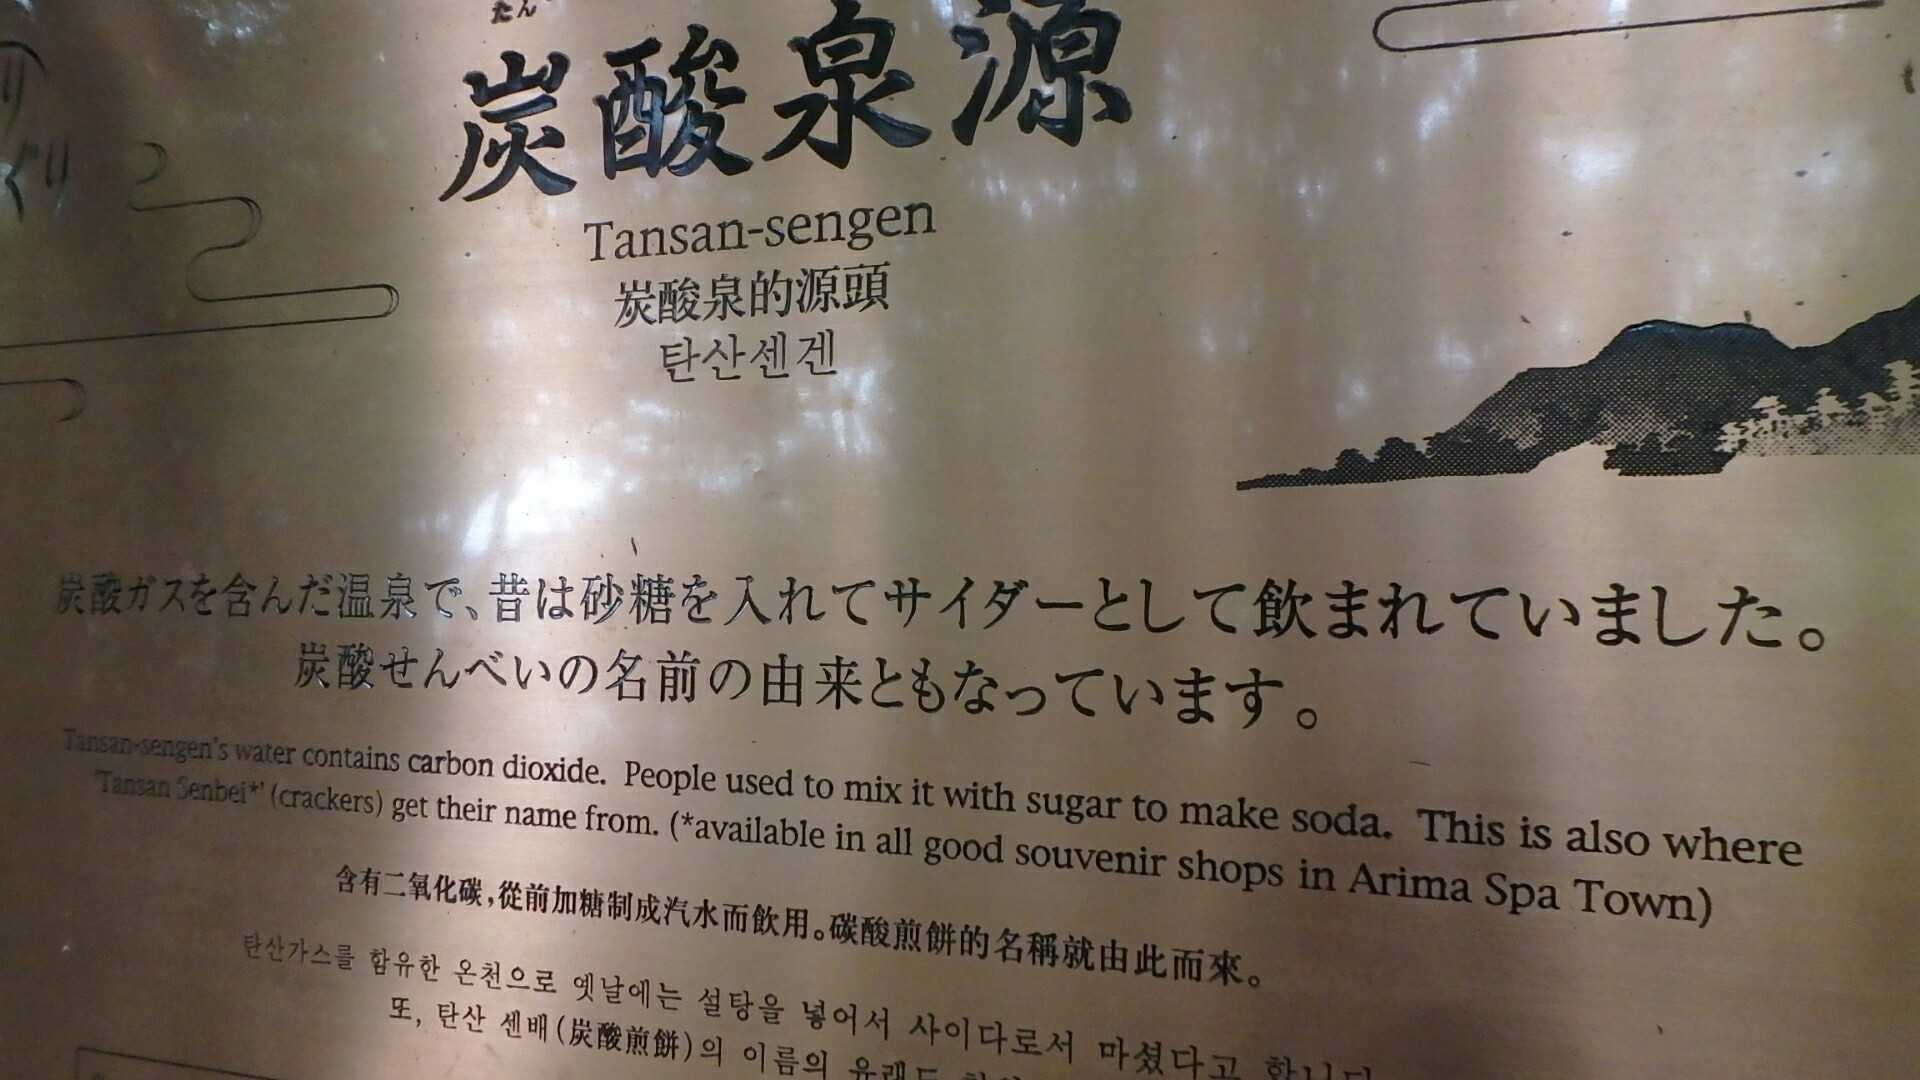 たん
炭酸泉源
Tansan-sengen
炭酸泉的源頭
탄산센겐
炭酸ガスを含んだ温泉で、昔は砂糖を入れてサイダーとして飲まれていました。
炭酸せんべいの名前の由来ともなっています。
Tansan-sengen's water contains carbon dioxide. People used to mix it with sugar to make soda. This is also where
'Tansan Senbei*' (crackers) get their name from. (*available in all good souvenir shops in Arima Spa Town)
含有二氧化碳,從前加糖制成汽水而飲用。碳酸煎餅的名稱就由此而來。
탄산가스를 함유한 온천으로 옛날에는 설탕을 넣어서 사이다로서 마셨다고 합니다
또, 탄산 센배(炭酸煎餠)의 이름의 유래도